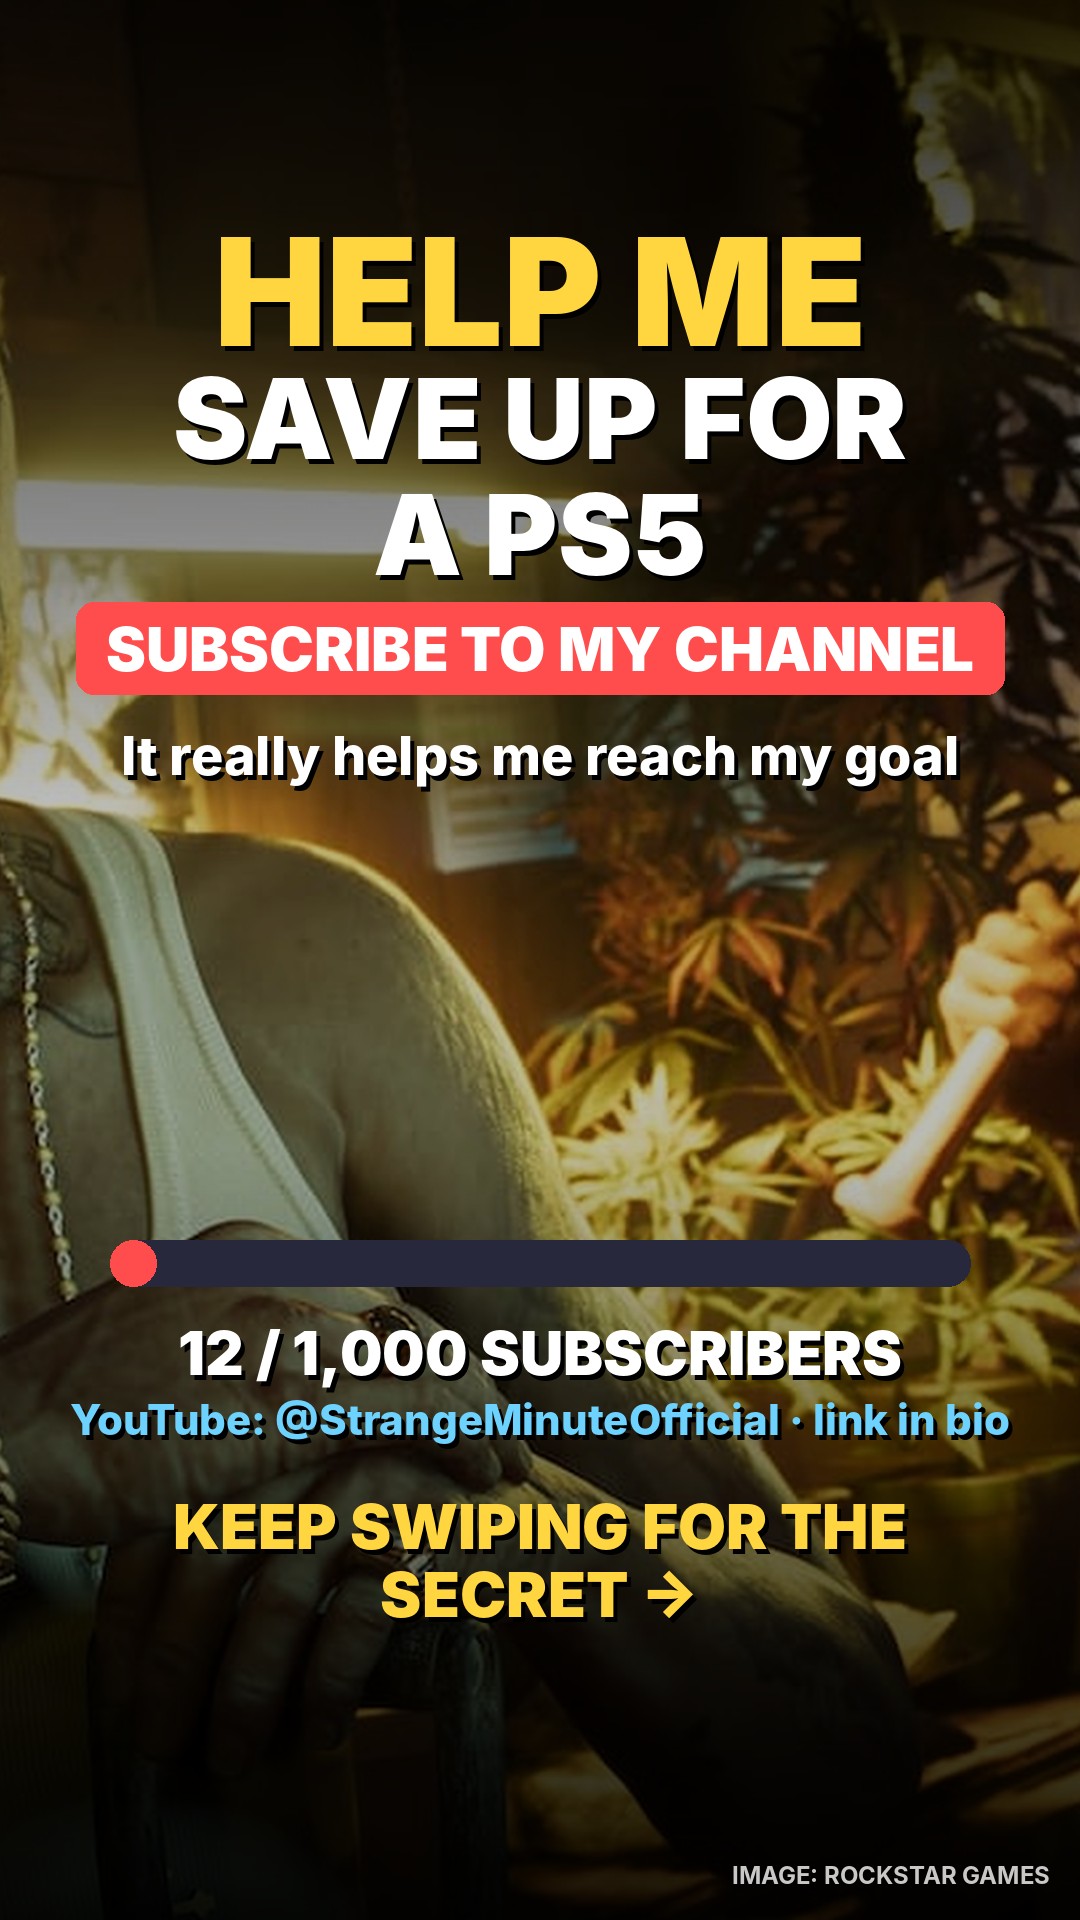 HELP ME
SAVE UP FOR
A PS5
SUBSCRIBE TO MY CHANNEL
It really helps me reach my goal
12 / 1,000 SUBSCRIBERS
YouTube: @StrangeMinuteOfficial · link in bio
KEEP SWIPING FOR THE
SECRET →
IMAGE: ROCKSTAR GAMES